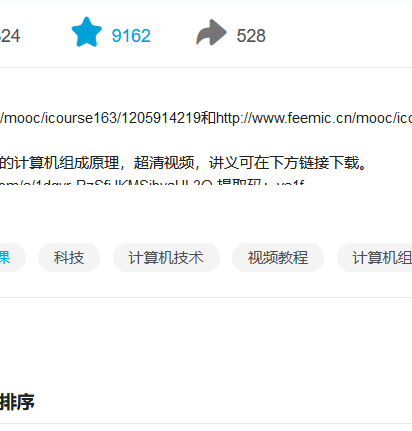 624 9162 528
/mooc/icourse163/1205914219和http://www.feemic.cn/mooc/ico
的计算机组成原理，超清视频，讲义可在下方链接下载。
课 科技 计算机技术 视频教程 计算机组
排序